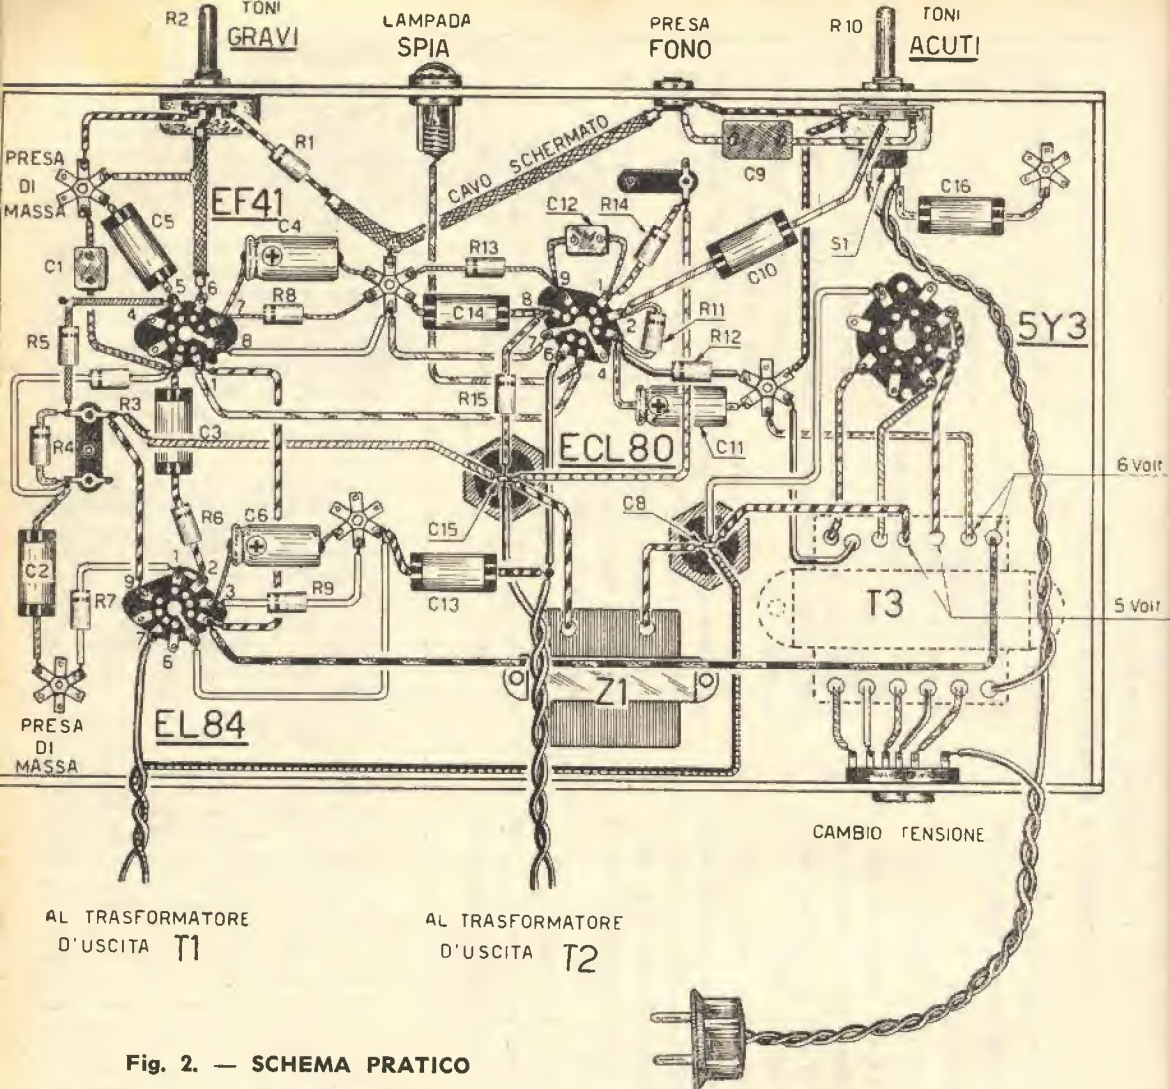 R2
TONI
GRAVI
LAMPADA
SPIA
PRESA
FONO
R10
TONI
ACUTI
PRESA
DI
MASSA
R1
CAVO SCHERMATO
C9
C16
EF41
C5
C4
C12
R14
S1
C1
R13
C10
5 6
7
9
1
4
R8
C14
8
2
R11
5Y3
R5
8
7
6
4
R12
1
R15
R3
C3
C11
R4
ECL80
6 Volt
C15
C8
R6
C6
C2
1
2
9
3
R7
R9
C13
T3
5 Volt
7
6
Z1
PRESA
DI
MASSA
EL84
CAMBIO TENSIONE
AL TRASFORMATORE
D'USCITA T1
AL TRASFORMATORE
D'USCITA T2
Fig. 2. — SCHEMA PRATICO